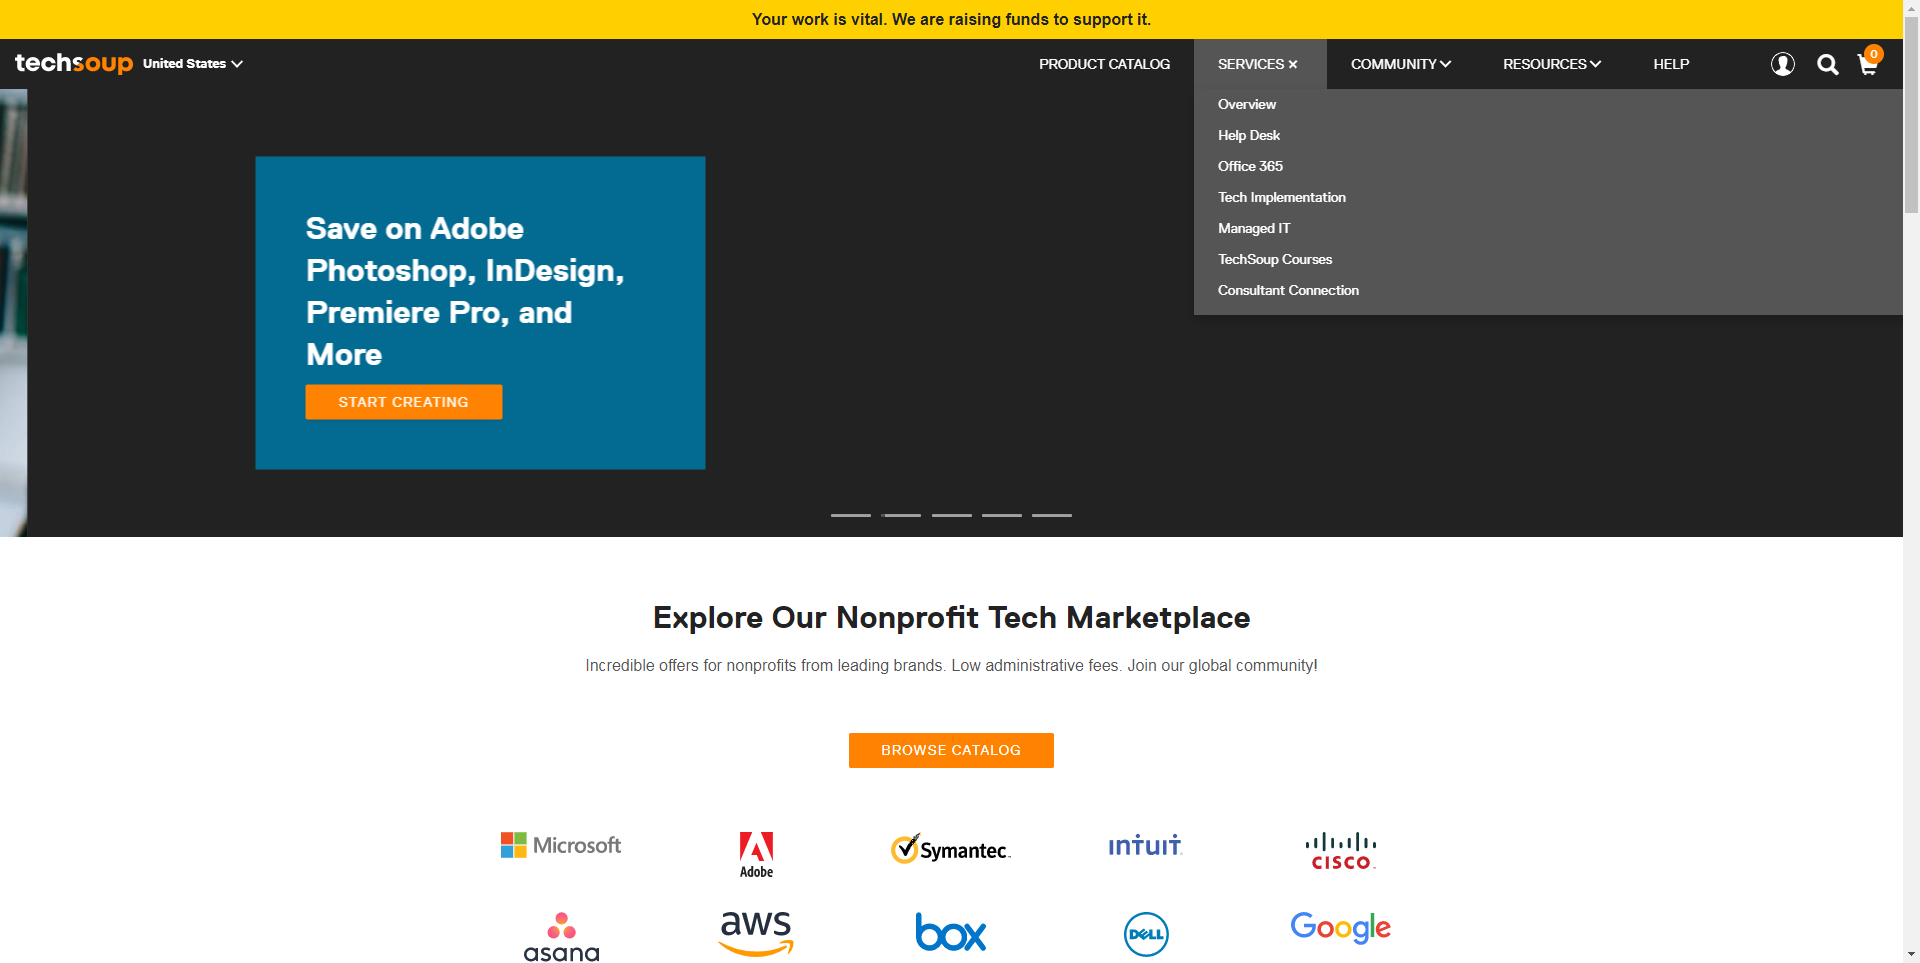 Your work is vital. We are raising funds to support it.
techsoup United States PRODUCT CATALOG SERVICES × COMMUNITY RESOURCES HELP 0
Overview
Help Desk
Office 365
Tech Implementation
Managed IT
TechSoup Courses
Consultant Connection
Save on Adobe
Photoshop, InDesign,
Premiere Pro, and
More
START CREATING
Explore Our Nonprofit Tech Marketplace
Incredible offers for nonprofits from leading brands. Low administrative fees. Join our global community!
BROWSE CATALOG
Microsoft Adobe Symantec™ intuit CISCO
asana aws box DELL Google